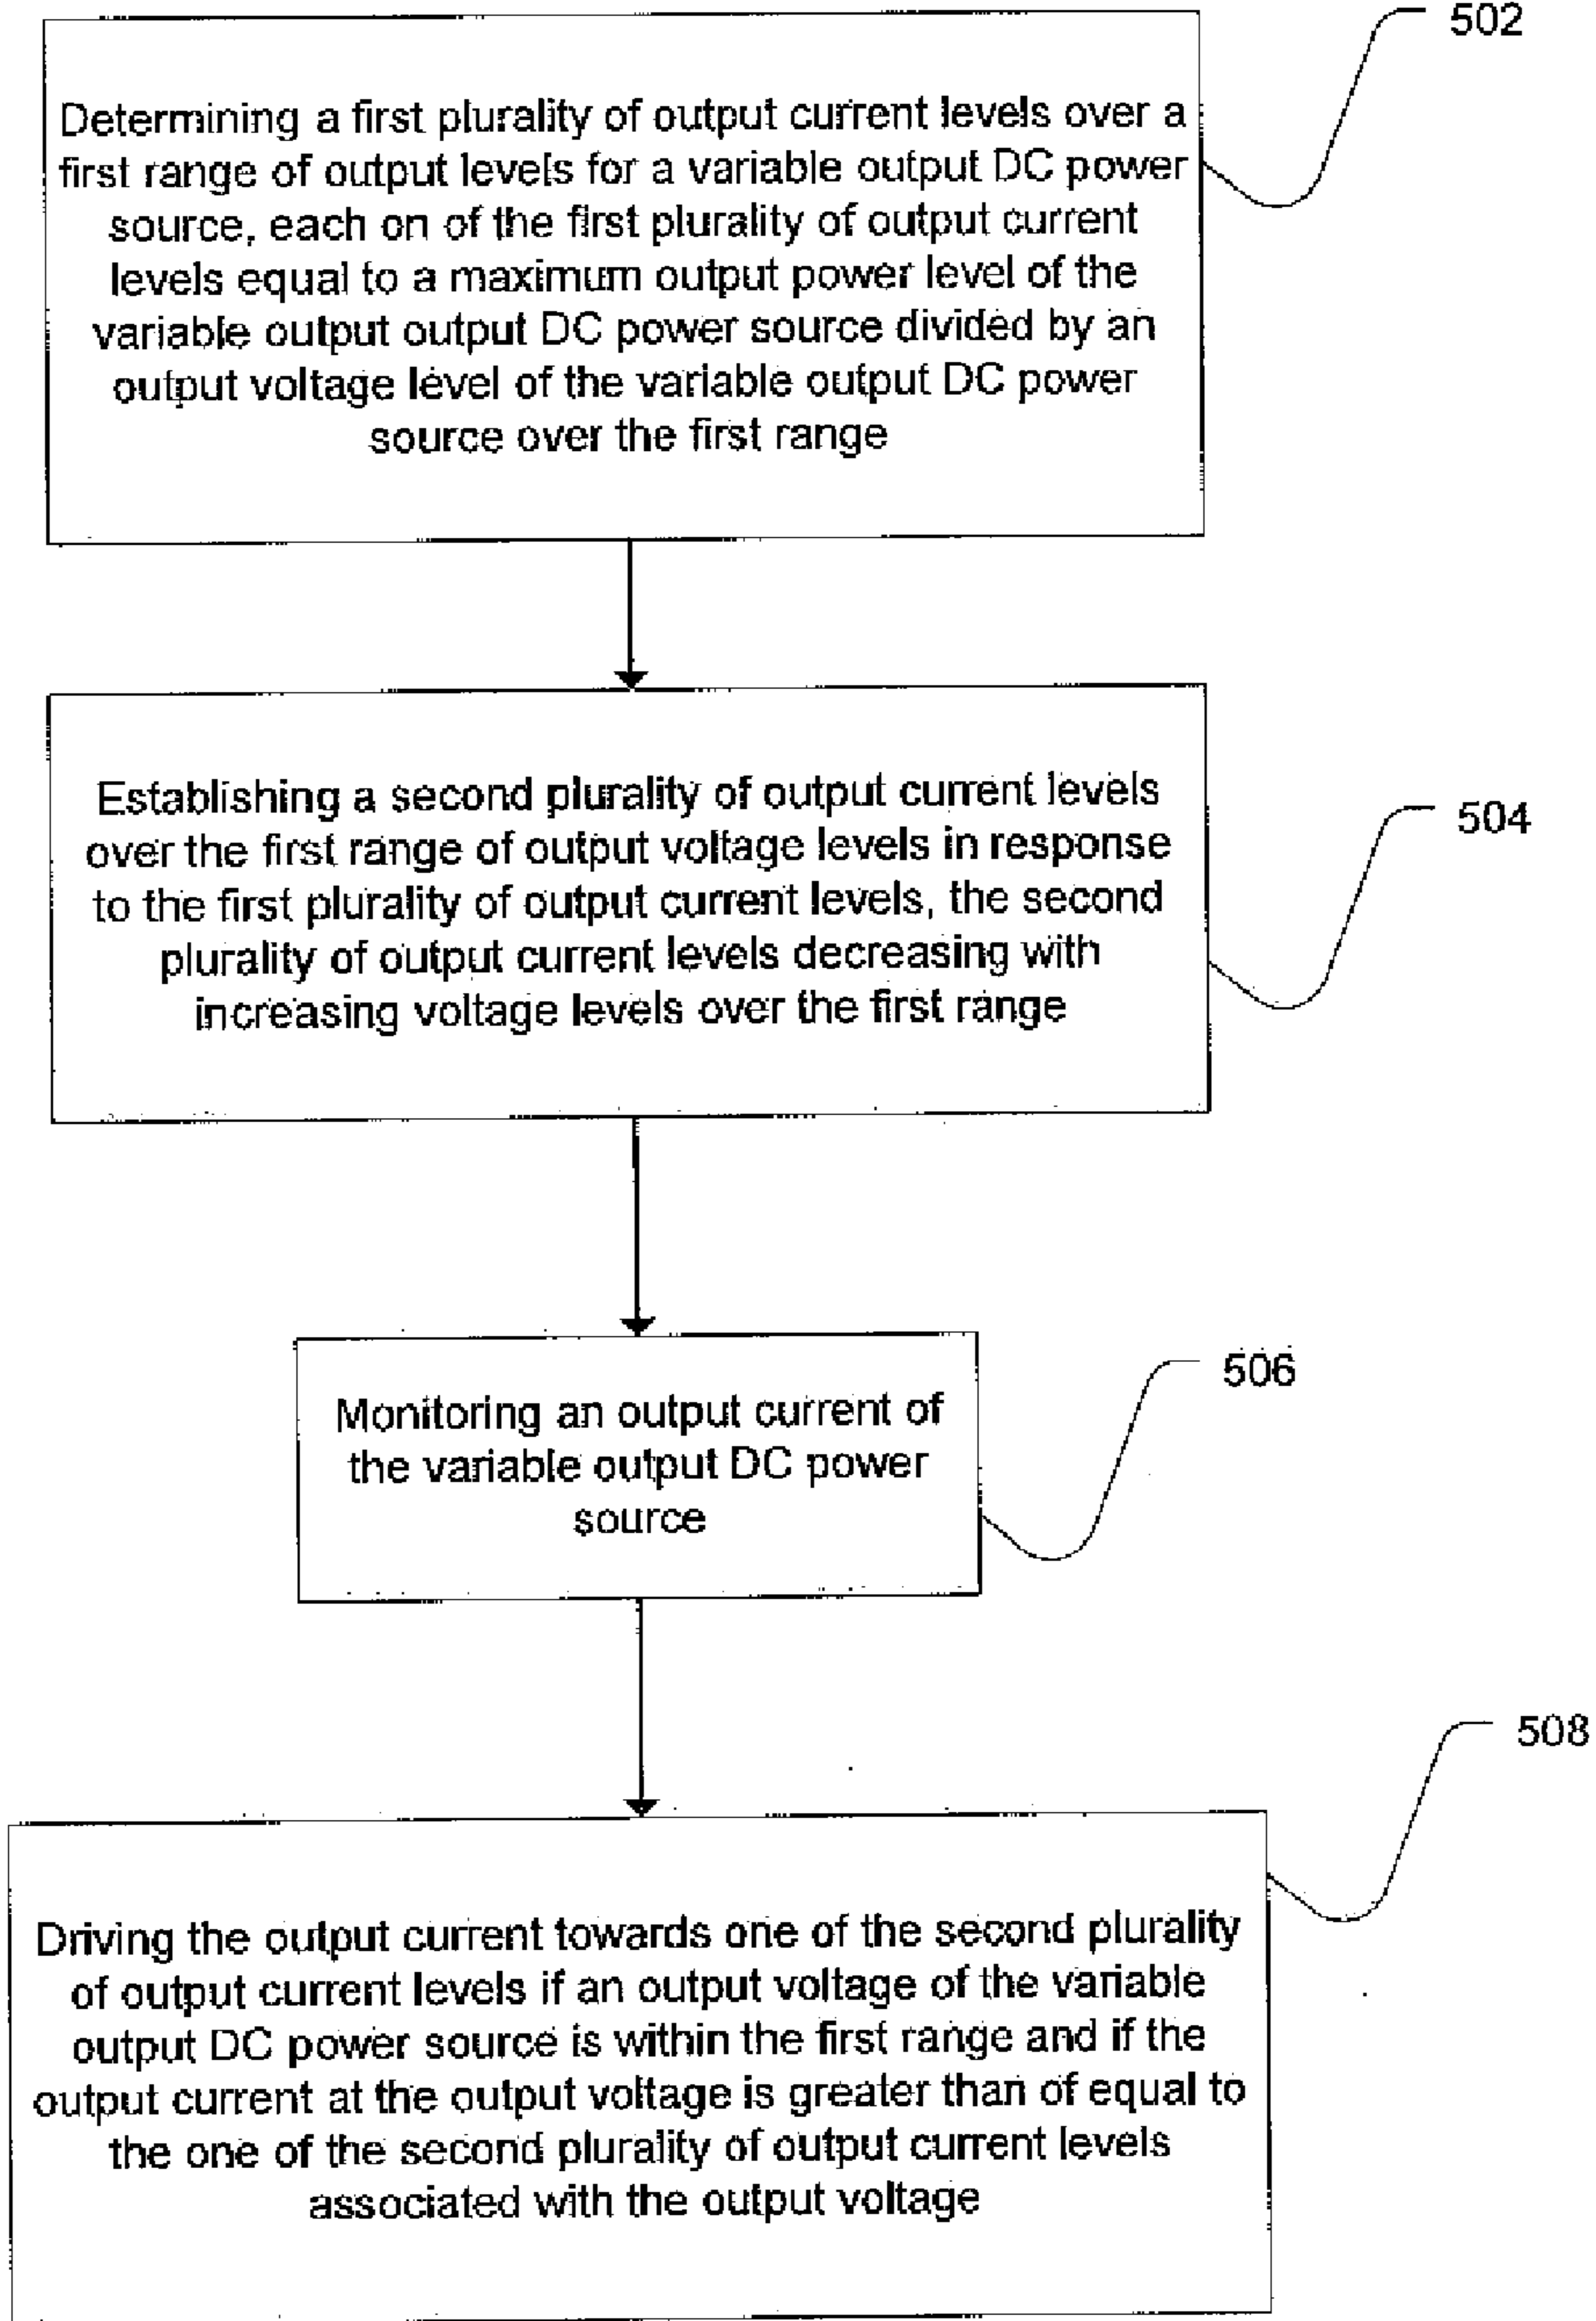 502
Determining a first plurality of output current levels over a
first range of output levels for a variable output DC power
source, each on of the first plurality of output current
levels equal to a maximum output power level of the
variable output output DC power source divided by an
output voltage level of the variable output DC power
source over the first range
504
Establishing a second plurality of output current levels
over the first range of output voltage levels in response
to the first plurality of output current levels, the second
plurality of output current levels decreasing with
increasing voltage levels over the first range
506
Monitoring an output current of
the variable output DC power
source
508
Driving the output current towards one of the second plurality
of output current levels if an output voltage of the variable
output DC power source is within the first range and if the
output current at the output voltage is greater than of equal to
the one of the second plurality of output current levels
associated with the output voltage